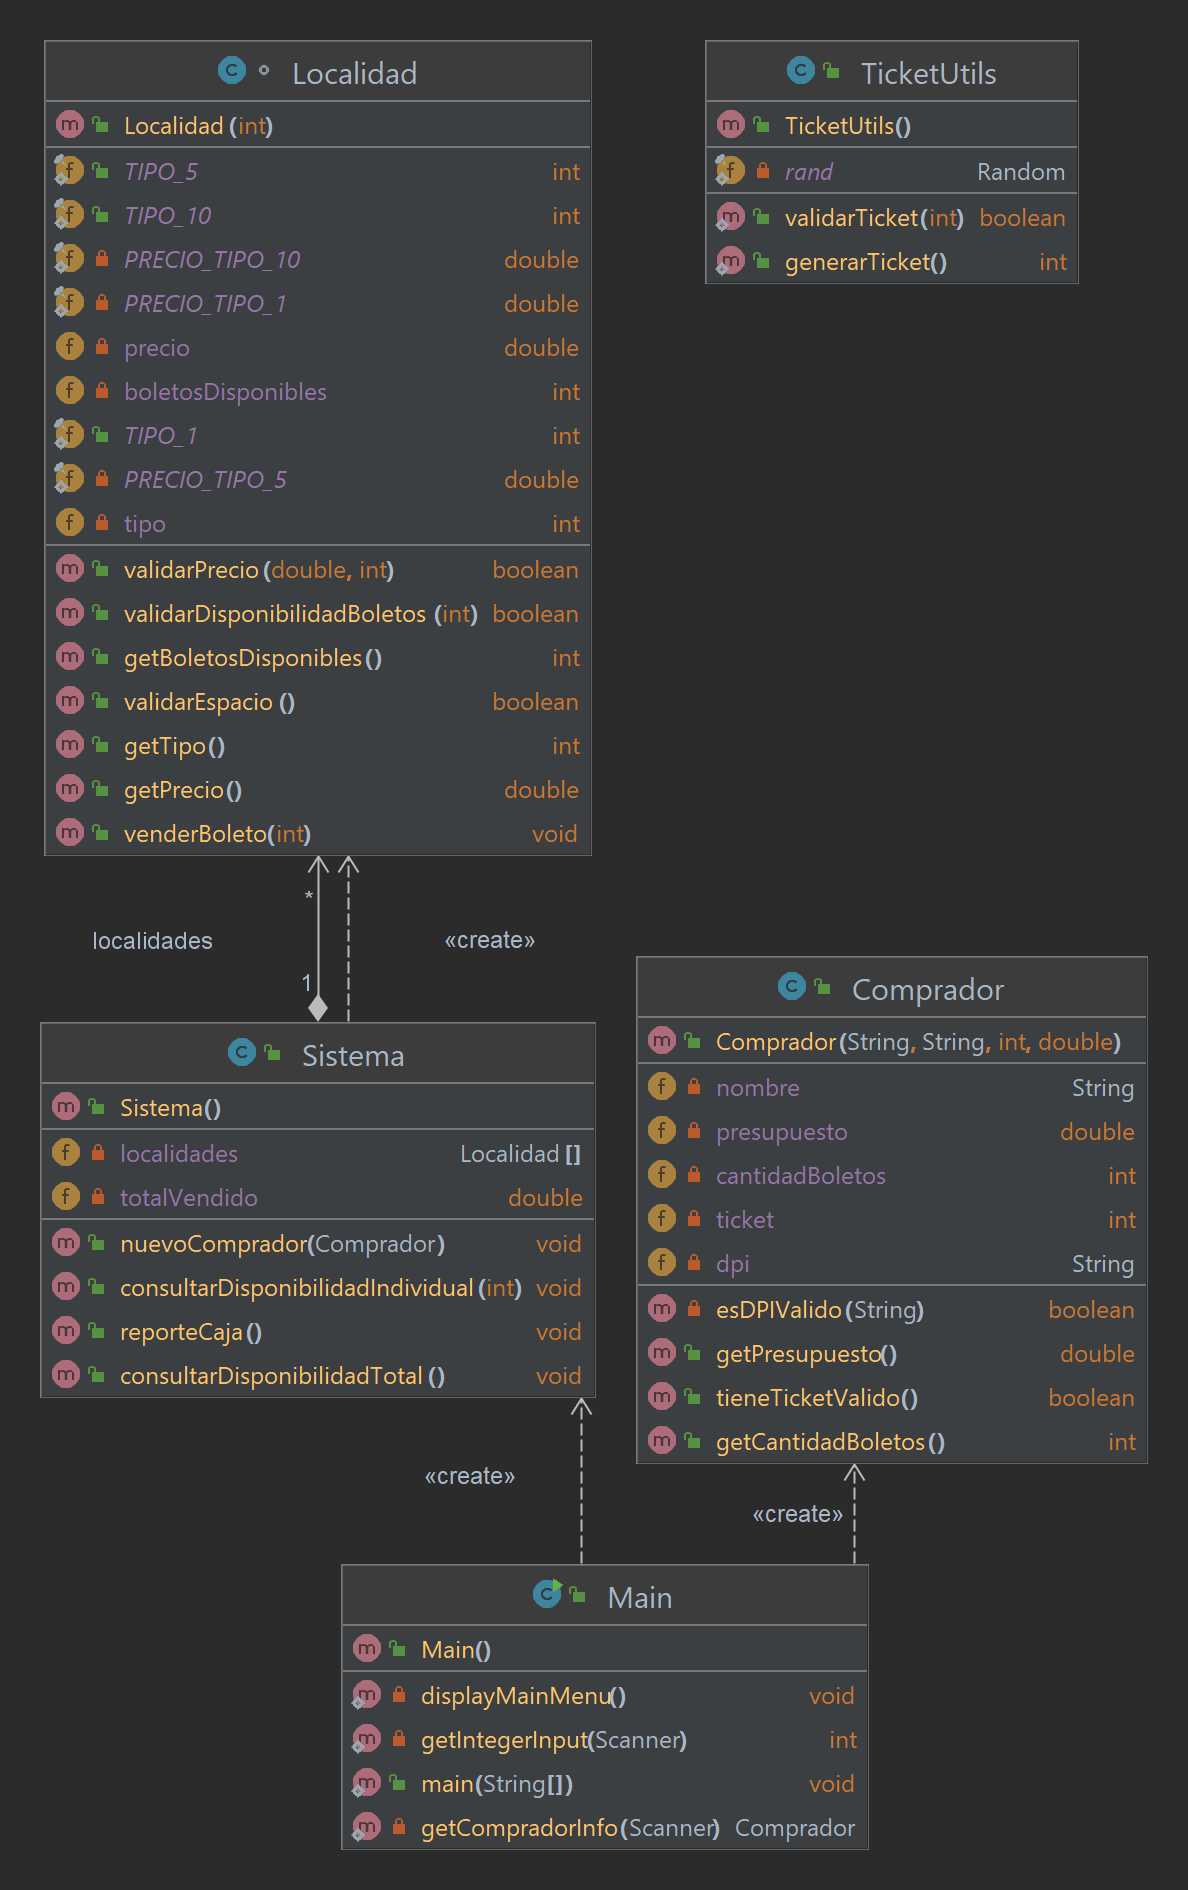 Localidad
Localidad (int)
TIPO_5 int
TIPO_10 int
PRECIO_TIPO_10 double
PRECIO_TIPO_1 double
precio double
boletosDisponibles int
TIPO_1 int
PRECIO_TIPO_5 double
tipo int
validarPrecio (double, int) boolean
validarDisponibilidadBoletos (int) boolean
getBoletosDisponibles () int
validarEspacio () boolean
getTipo () int
getPrecio () double
venderBoleto(int) void
TicketUtils
TicketUtils()
rand Random
validarTicket(int) boolean
generarTicket() int
*
localidades
«create»
1
Sistema
Sistema()
localidades Localidad []
totalVendido double
nuevoComprador(Comprador) void
consultarDisponibilidadIndividual (int) void
reporteCaja () void
consultarDisponibilidadTotal () void
Comprador
Comprador(String, String, int, double)
nombre String
presupuesto double
cantidadBoletos int
ticket int
dpi String
esDPIValido (String) boolean
getPresupuesto() double
tieneTicketValido() boolean
getCantidadBoletos () int
«create»
«create»
Main
Main()
displayMainMenu() void
getIntegerInput(Scanner) int
main(String[]) void
getCompradorInfo(Scanner) Comprador